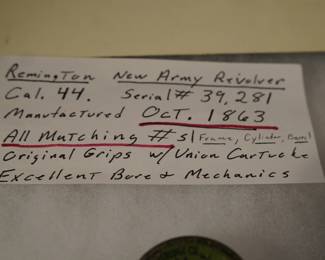 Remington New Army Revolver
Cal. 44. Serial # 39,281
Manufactured Oct. 1863
All Matching #s | Frame, Cylinder, Barrel
Original Grips w/ Union Cartuche
Excellent Bore & Mechanics